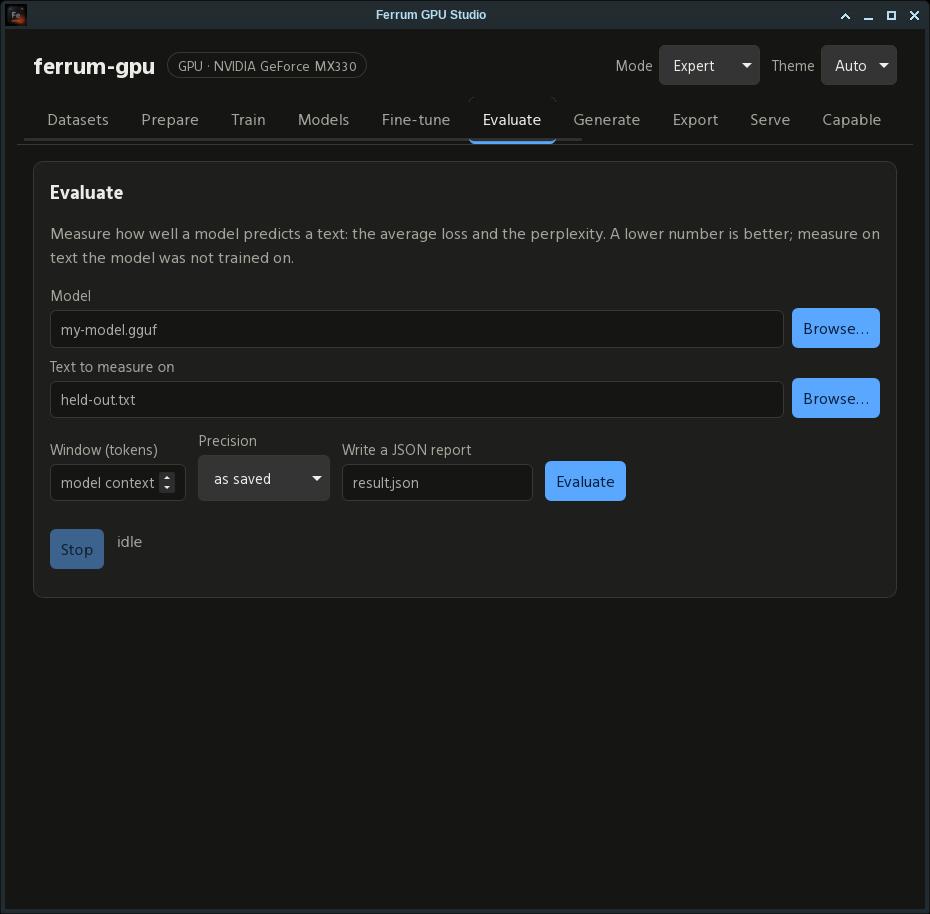 Fe
Ferrum GPU Studio
ferrum-gpu GPU · NVIDIA GeForce MX330 Mode Expert Theme Auto
Datasets Prepare Train Models Fine-tune Evaluate Generate Export Serve Capable
Evaluate
Measure how well a model predicts a text: the average loss and the perplexity. A lower number is better; measure on
text the model was not trained on.
Model
my-model.gguf Browse…
Text to measure on
held-out.txt Browse…
Window (tokens) Precision Write a JSON report
model context as saved result.json Evaluate
Stop idle